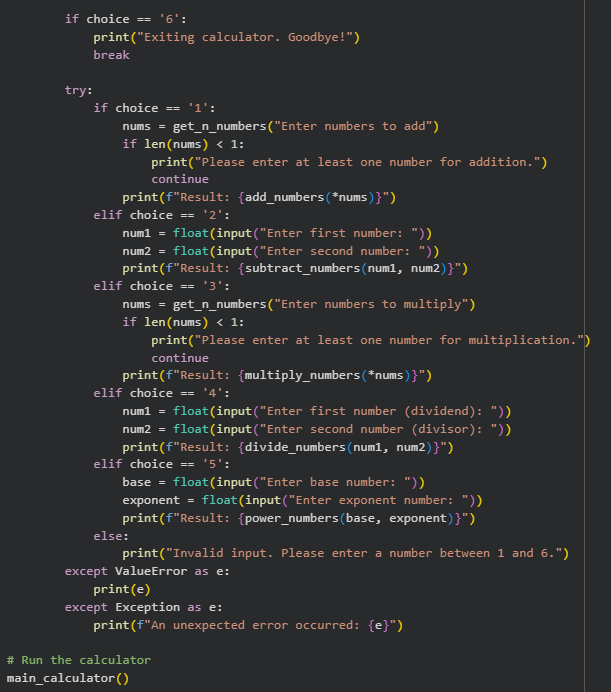 if choice == '6':
            print("Exiting calculator. Goodbye!")
            break

        try:
            if choice == '1':
                nums = get_n_numbers("Enter numbers to add")
                if len(nums) < 1:
                    print("Please enter at least one number for addition.")
                    continue
                print(f"Result: {add_numbers(*nums)}")
            elif choice == '2':
                num1 = float(input("Enter first number: "))
                num2 = float(input("Enter second number: "))
                print(f"Result: {subtract_numbers(num1, num2)}")
            elif choice == '3':
                nums = get_n_numbers("Enter numbers to multiply")
                if len(nums) < 1:
                    print("Please enter at least one number for multiplication.")
                    continue
                print(f"Result: {multiply_numbers(*nums)}")
            elif choice == '4':
                num1 = float(input("Enter first number (dividend): "))
                num2 = float(input("Enter second number (divisor): "))
                print(f"Result: {divide_numbers(num1, num2)}")
            elif choice == '5':
                base = float(input("Enter base number: "))
                exponent = float(input("Enter exponent number: "))
                print(f"Result: {power_numbers(base, exponent)}")
            else:
                print("Invalid input. Please enter a number between 1 and 6.")
        except ValueError as e:
            print(e)
        except Exception as e:
            print(f"An unexpected error occurred: {e}")

# Run the calculator
main_calculator()